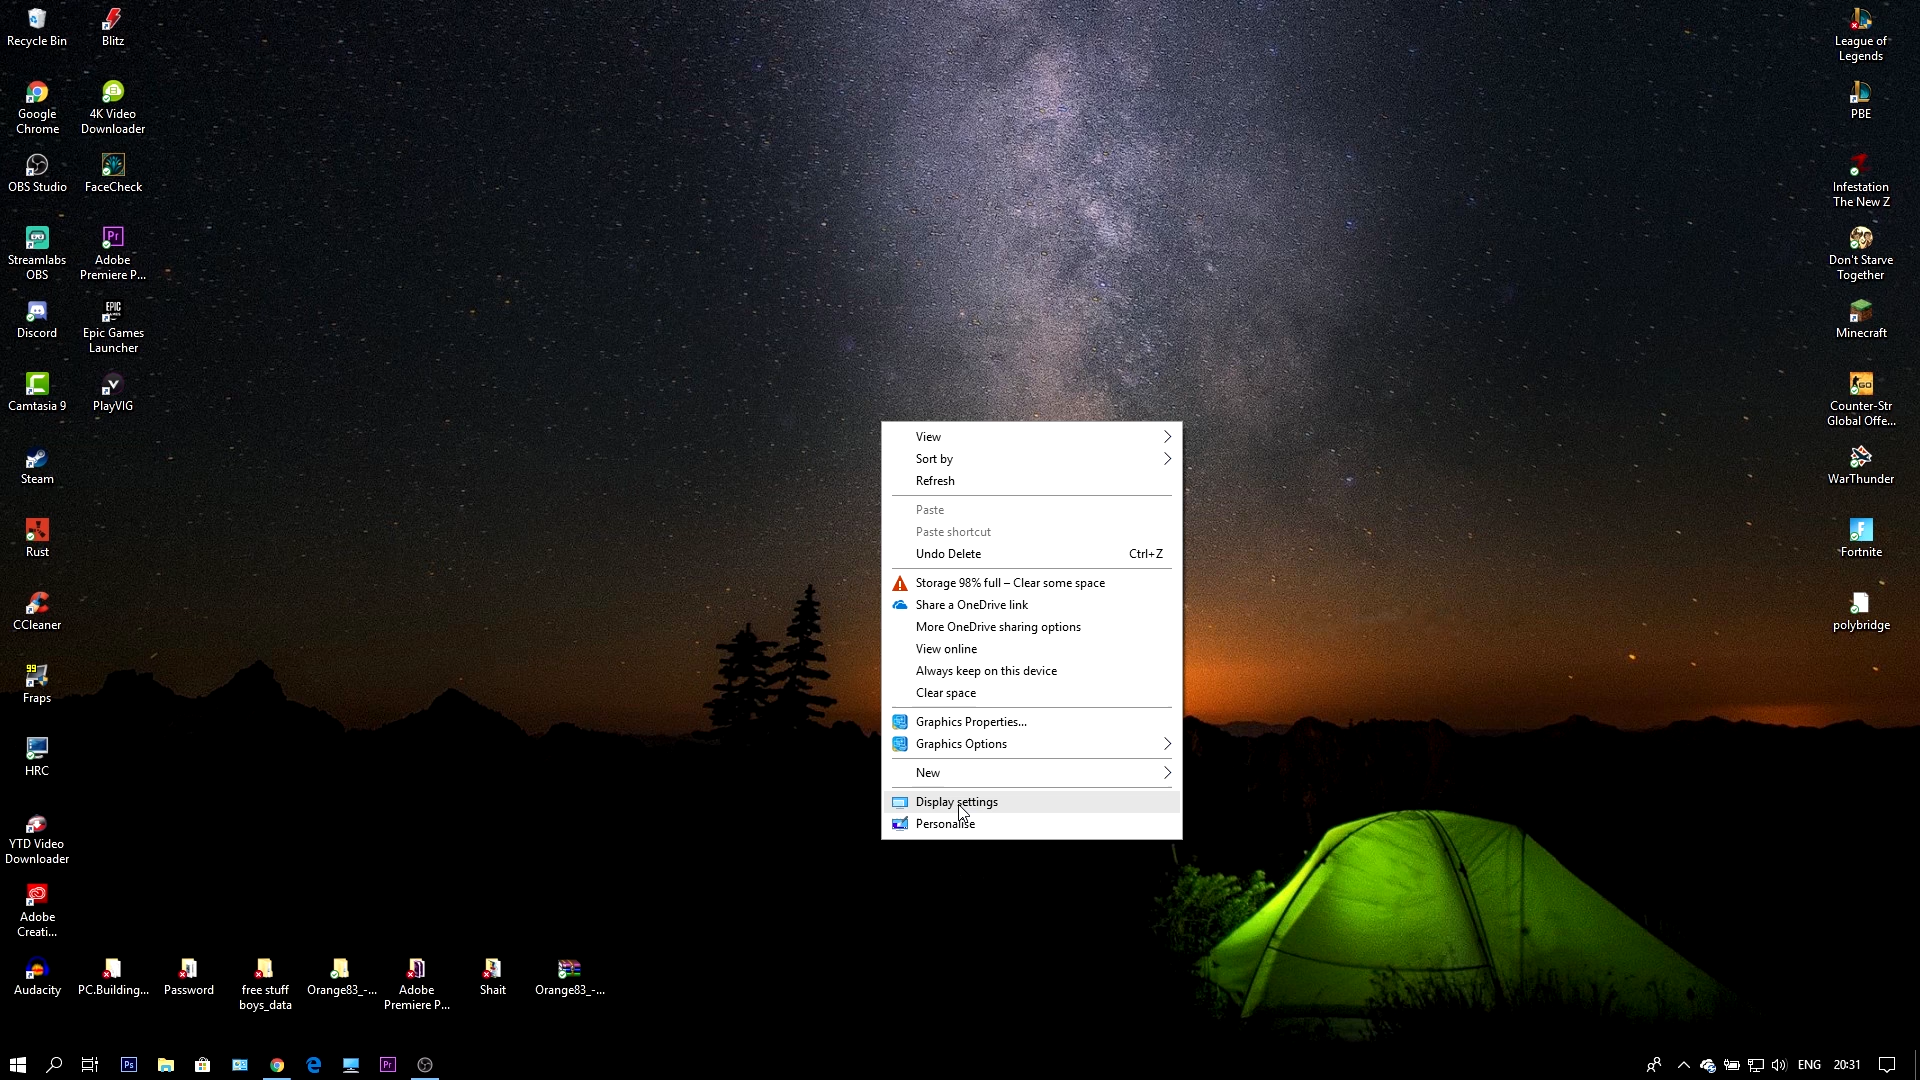 Recycle Bin
Blitz
Google
Chrome
4K Video
Downloader
OBS Studio
FaceCheck
Streamlabs
OBS
Adobe
Premiere P...
Discord
Epic Games
Launcher
Camtasia 9
PlayVIG
Steam
Rust
CCleaner
99
Fraps
HRC
YTD Video
Downloader
Adobe
Creati...
Audacity
PC.Building...
Password
free stuff
boys_data
Orange83_-...
Adobe
Premiere P...
Shait
Orange83_-...
View
Sort by
Refresh
Paste
Paste shortcut
Undo Delete Ctrl+Z
Storage 98% full – Clear some space
Share a OneDrive link
More OneDrive sharing options
View online
Always keep on this device
Clear space
Graphics Properties...
Graphics Options
New
Display settings
Personalise
League of
Legends
PBE
Infestation
The New Z
Don't Starve
Together
Minecraft
Counter-Str
Global Offe...
WarThunder
Fortnite
polybridge
Ps
Pr
ENG 20:31